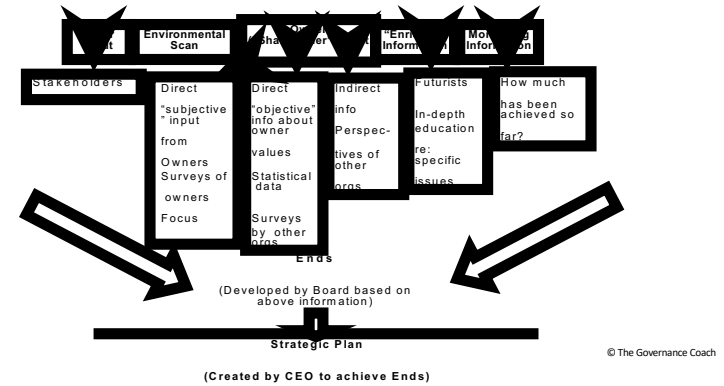 Environmental
Scan
Stakeholders
Direct
“subjective
” input
from
Owners
Surveys of
owners
Focus
Direct
“objective”
info about
owner
values
Statistical
data
Surveys
by other
orgs
Indirect
info
Perspec-
tives of
other
orgs
Futurists
In-depth
education
re:
specific
issues
How much
has been
achieved so
far?
Ends
(Developed by Board based on
above information)
Strategic Plan
(Created by CEO to achieve Ends)
© The Governance Coach